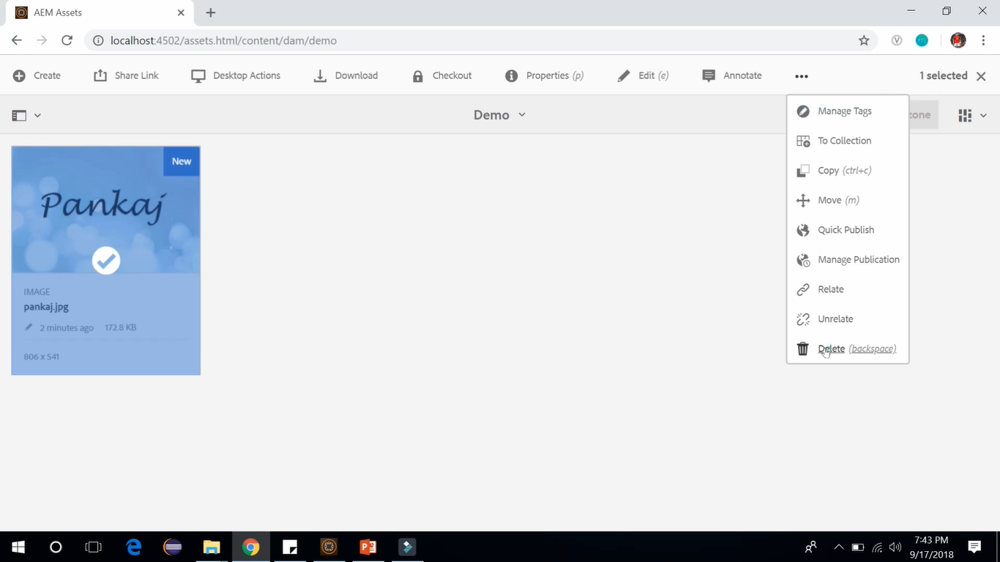 AEM Assets
localhost:4502/assets.html/content/dam/demo
Create Share Link Desktop Actions Download Checkout Properties (p) Edit (e) Annotate 1 selected
Demo
zone
Manage Tags
To Collection
Copy (ctrl+c)
Move (m)
Quick Publish
Manage Publication
Relate
Unrelate
Delete (backspace)
New
Pankaj
IMAGE
pankaj.jpg
2 minutes ago 172.8 KB
806 x 541
7:43 PM
9/17/2018